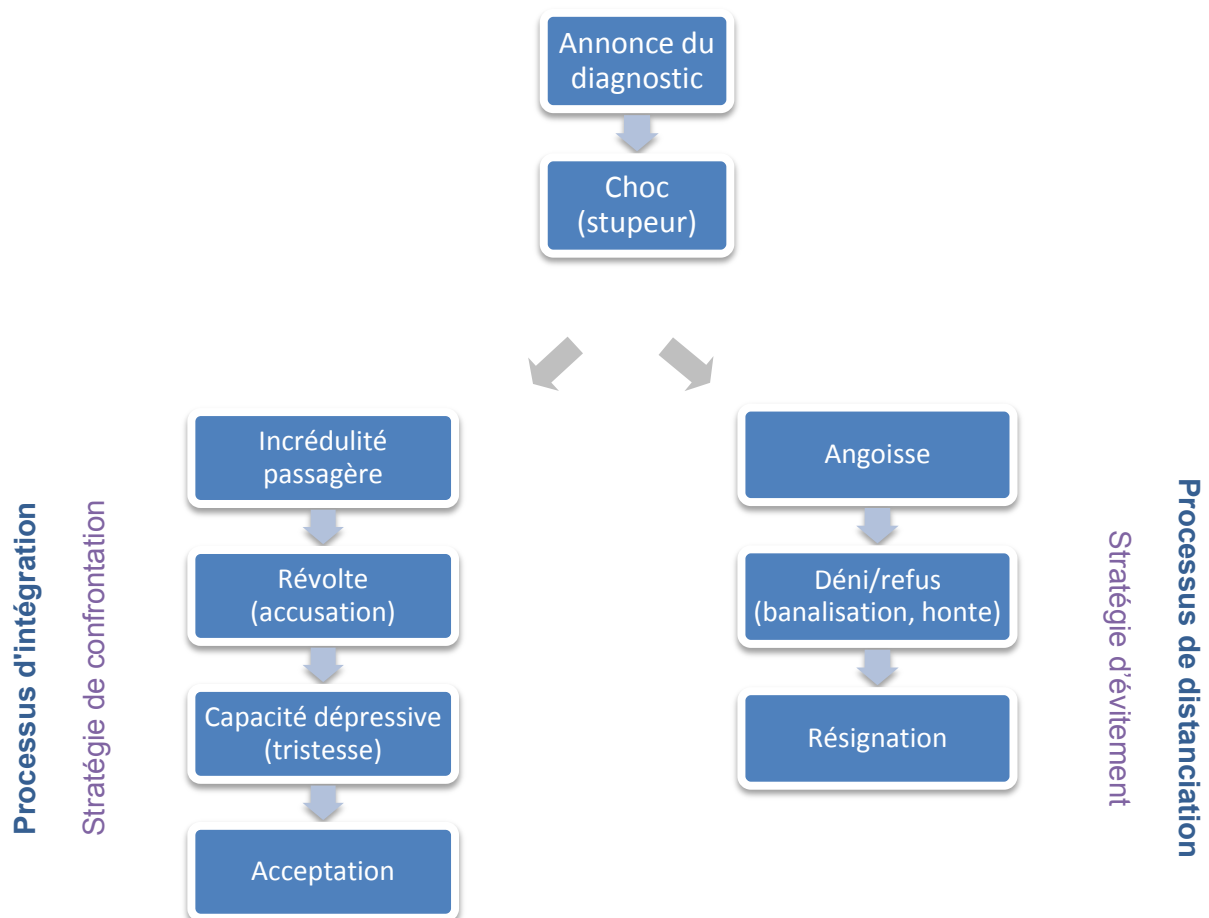 Annonce du
diagnostic
Choc
(stupeur)
Processus d'intégration
Stratégie de confrontation
Incrédulité
passagère
Révolte
(accusation)
Capacité dépressive
(tristesse)
Acceptation
Angoisse
Déni/refus
(banalisation, honte)
Résignation
Stratégie d’évitement
Processus de distanciation